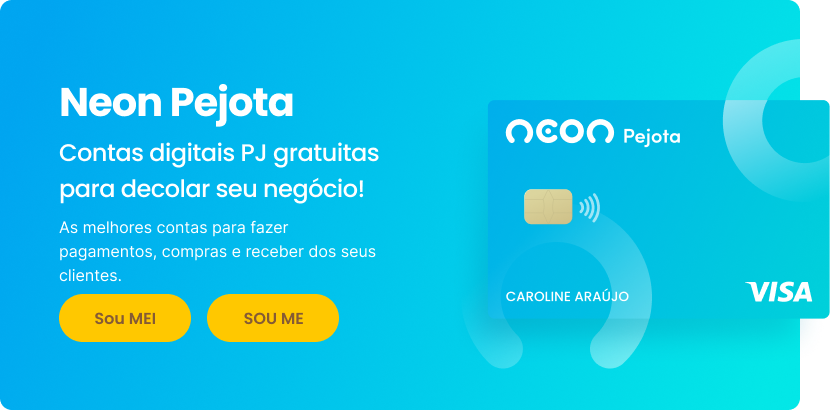 Neon Pejota
Contas digitais PJ gratuitas
para decolar seu negócio!
As melhores contas para fazer
pagamentos, compras e receber dos seus
clientes.
Sou MEI
SOU ME
neon Pejota
CAROLINE ARAÚJO
VISA